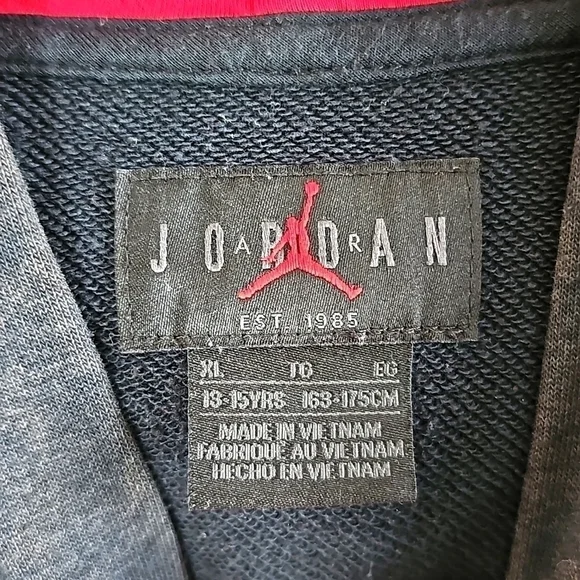 JORDAN
AIR
EST. 1985
XL TG EG
13-15YRS 163-175CM
MADE IN VIETNAM
FABRIQUE AU VIETNAM
HECHO EN VIETNAM